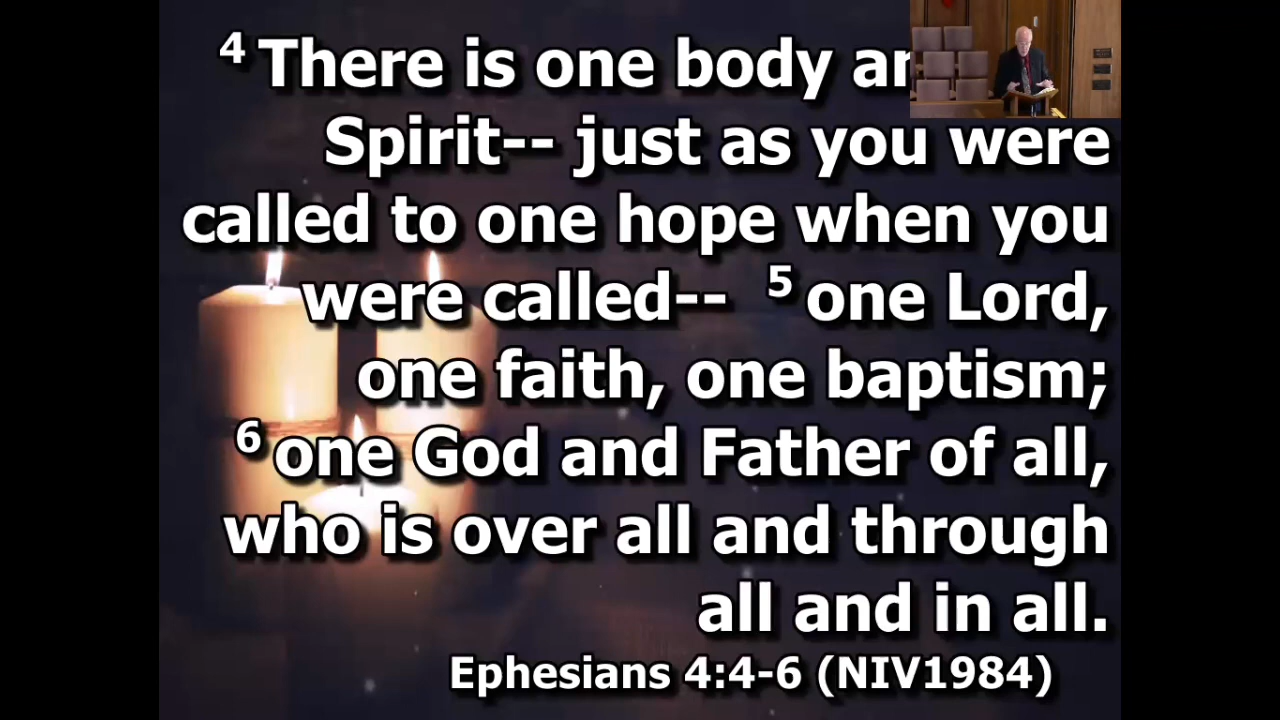 4 There is one body
Spirit-- just as you were
called to one hope when you
were called-- 5 one Lord,
one faith, one baptism;
6 one God and Father of all,
who is over all and through
all and in all.
Ephesians 4:4-6 (NIV1984)